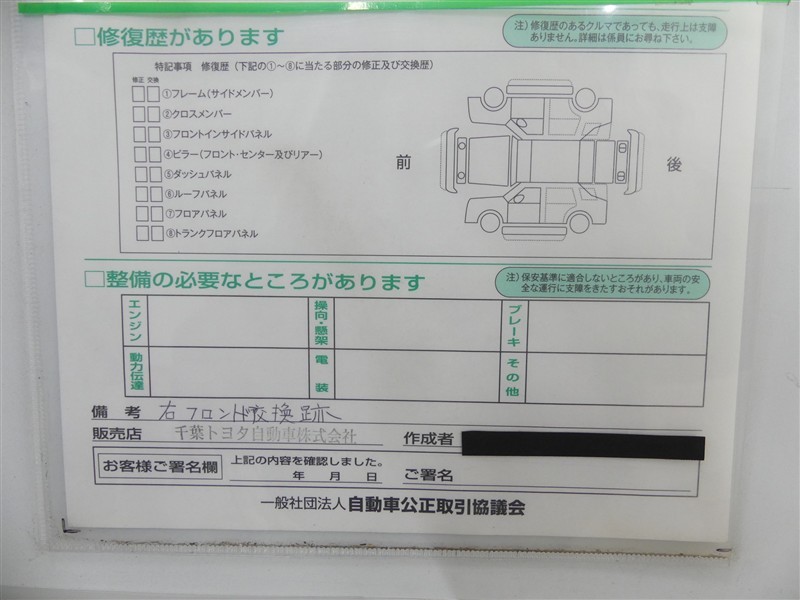 □修復歴があります
注）修復歴のあるクルマであっても、走行上は支障
ありません。詳細は係員にお尋ね下さい。
特記事項 修復歴（下記の①～⑧に当たる部分の修正及び交換歴）
修正 交換
①フレーム（サイドメンバー）
②クロスメンバー
③フロントインサイドパネル
④ピラー（フロント・センター及びリアー）
⑤ダッシュパネル
⑥ルーフパネル
⑦フロアパネル
⑧トランクフロアパネル
前
後
□整備の必要なところがあります
注）保安基準に適合しないところがあり、車両の安
全な運行に支障をきたすおそれがあります。
エンジン
操向・懸架
ブレーキ
動力伝達
電装
その他
備考 右フロントド交換跡
販売店 千葉トヨタ自動車株式会社 作成者
お客様ご署名欄 上記の内容を確認しました。
年 月 日 ご署名
一般社団法人 自動車公正取引協議会